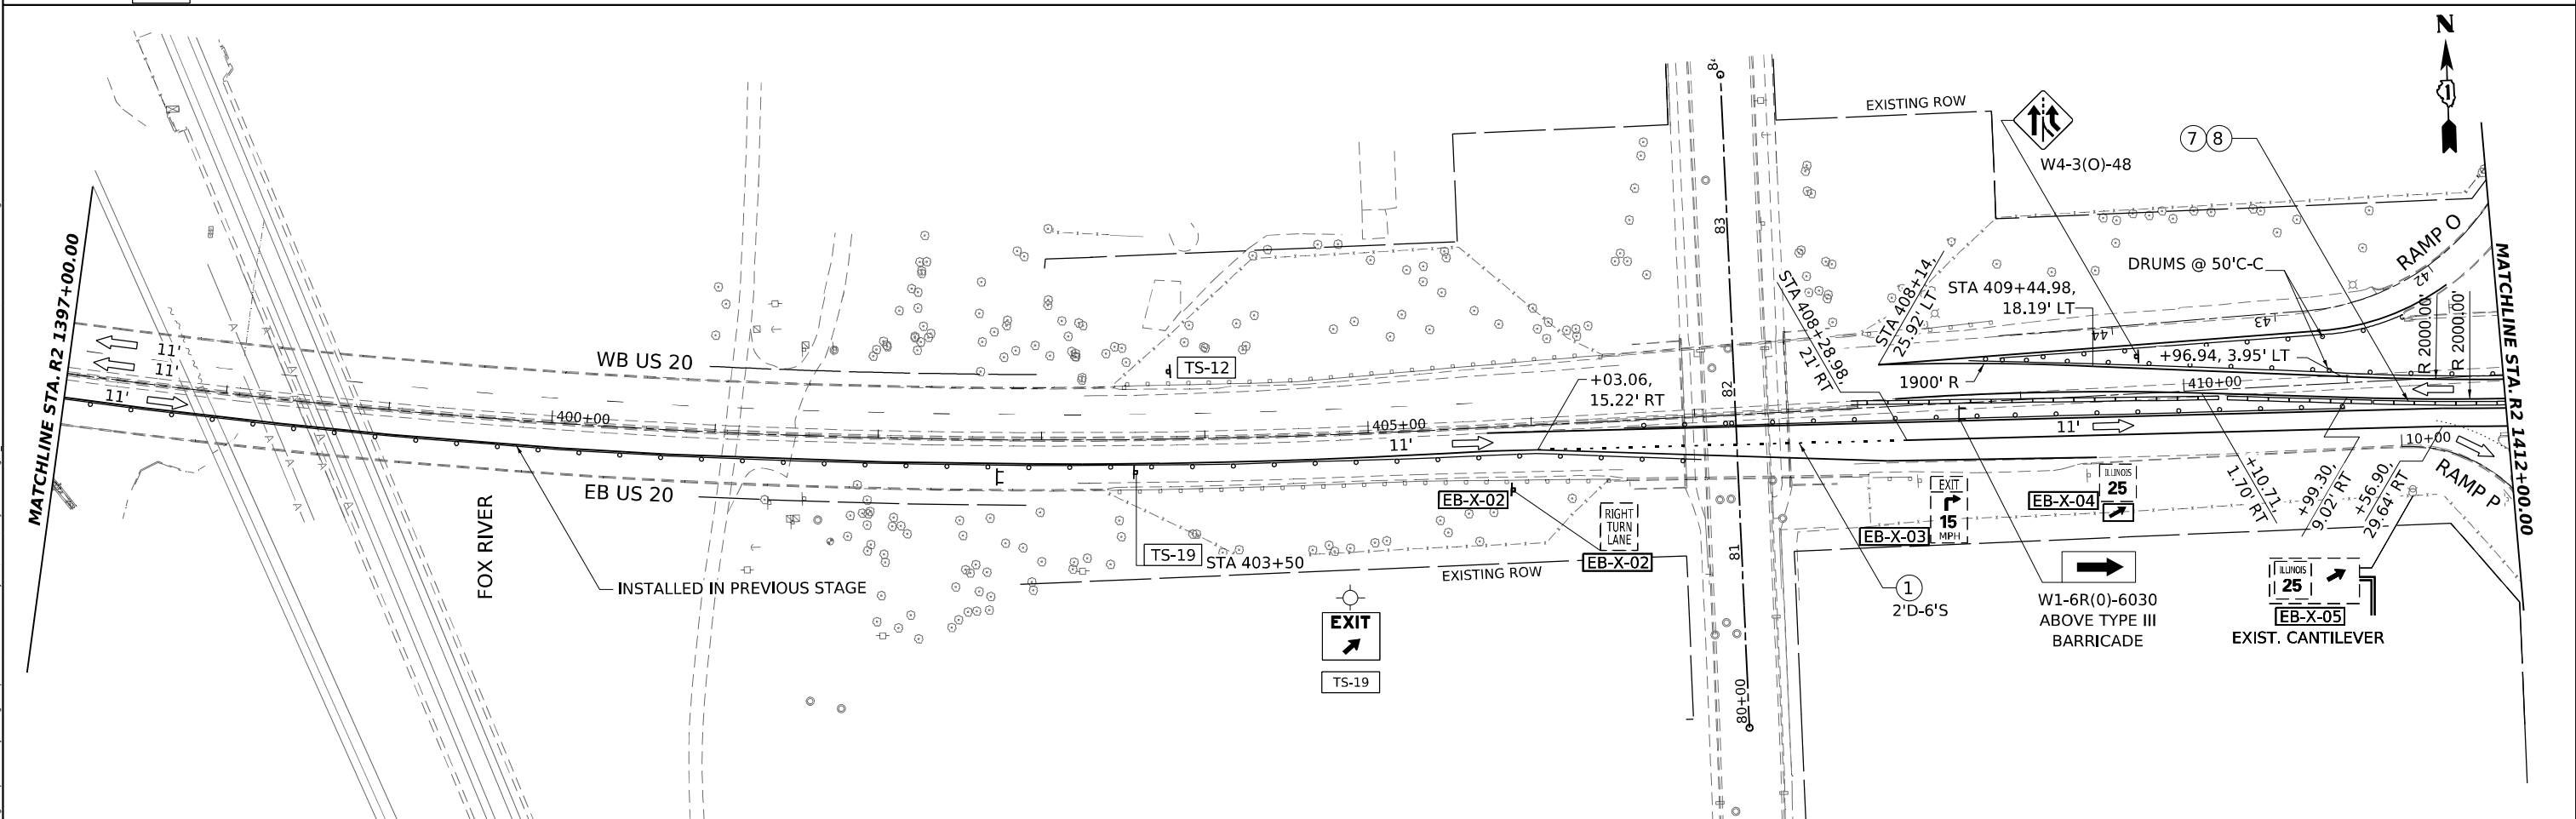 N
1
EXISTING ROW
W4-3(O)-48
7 8
MATCHLINE STA. R2 1397+00.00
11'
11'
11'
WB US 20
TS-12
400+00
405+00
83
82
81
80+00
EB US 20
FOX RIVER
INSTALLED IN PREVIOUS STAGE
TS-19
STA 403+50
EXISTING ROW
EXIT
TS-19
11'
+03.06,
15.22' RT
EB-X-02
RIGHT
TURN
LANE
EB-X-02
STA 408+28.98,
21' RT
STA 408+14,
25.92' LT
STA 409+44.98,
18.19' LT
DRUMS @ 50'C-C
RAMP O
42
43
44
+96.94, 3.95' LT
1900' R
410+00
R 2000.00'
R 2000.00'
11'
10+00
RAMP P
MATCHLINE STA. R2 1412+00.00
EXIT
15
MPH
EB-X-03
EB-X-04
ILLINOIS
25
1
2'D-6'S
W1-6R(0)-6030
ABOVE TYPE III
BARRICADE
+10.71,
1.70' RT
+99.30,
9.02' RT
+56.90,
29.64' RT
ILLINOIS
25
EB-X-05
EXIST. CANTILEVER